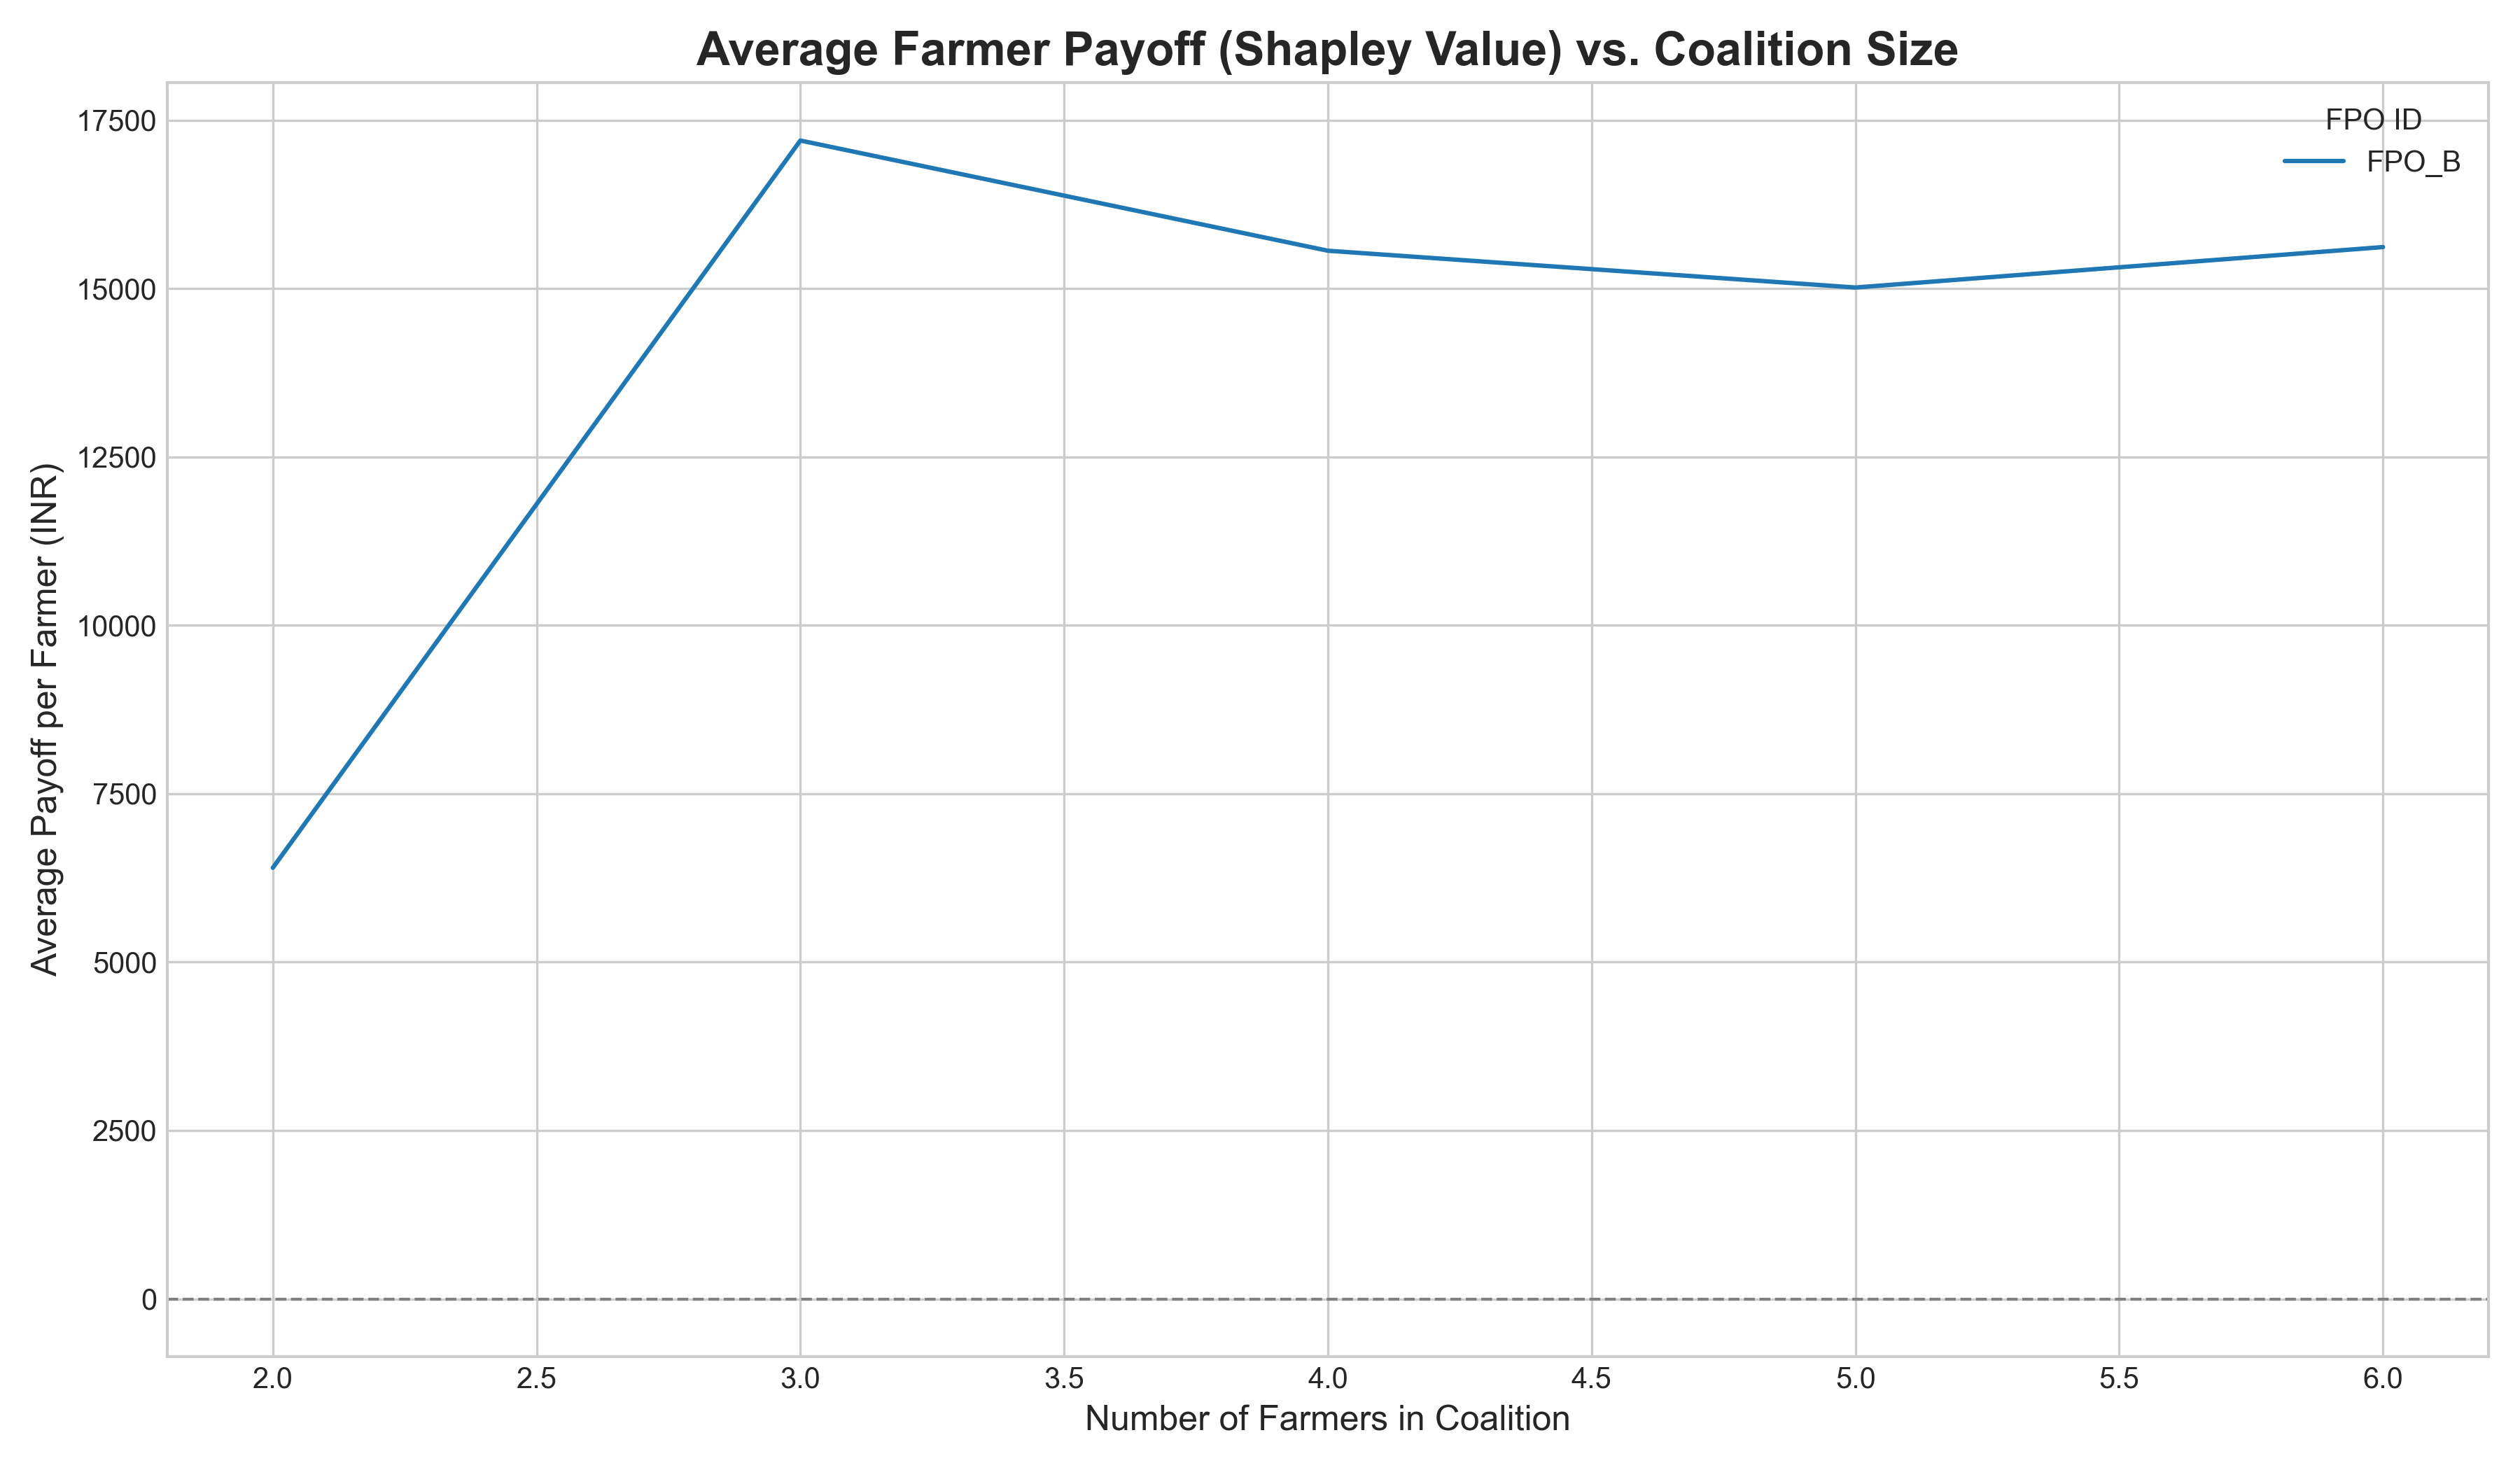 Average Farmer Payoff (Shapley Value) vs. Coalition Size
FPO ID
FPO_B
Average Payoff per Farmer (INR)
17500
15000
12500
10000
7500
5000
2500
0
2.0 2.5 3.0 3.5 4.0 4.5 5.0 5.5 6.0
Number of Farmers in Coalition